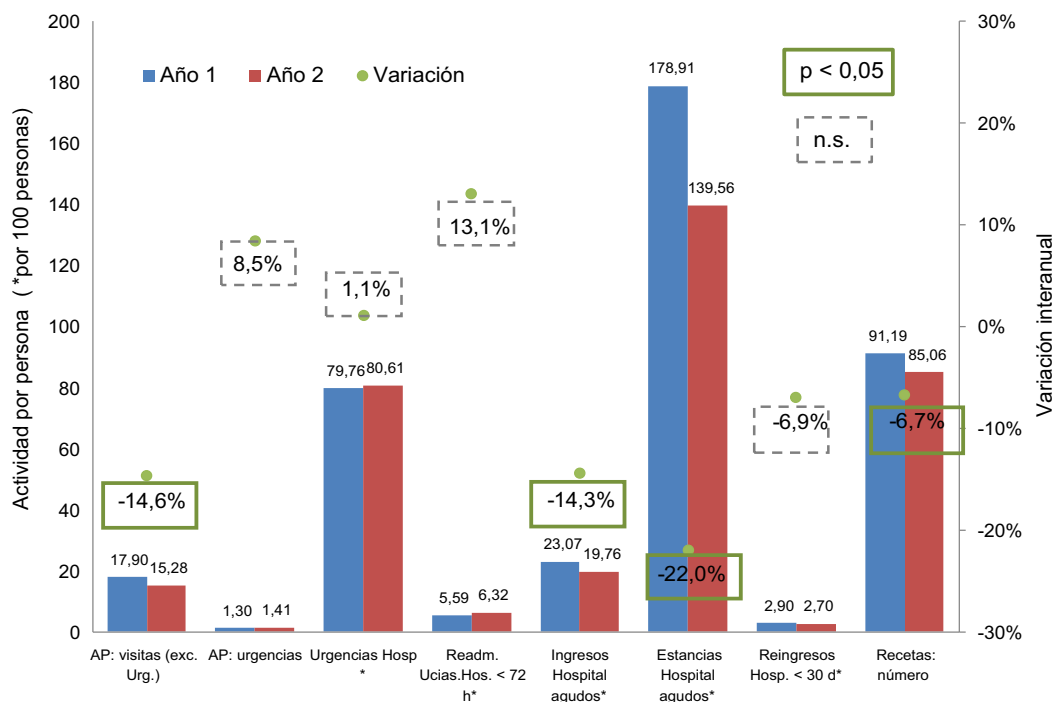 Actividad por persona ( *por 100 personas)
200
180
160
140
120
100
80
60
40
20
0
Año 1
Año 2
Variación
p < 0,05
n.s.
17,90
15,28
-14,6%
1,30
1,41
8,5%
79,76
80,61
1,1%
5,59
6,32
13,1%
23,07
19,76
-14,3%
178,91
139,56
-22,0%
2,90
2,70
-6,9%
91,19
85,06
-6,7%
AP: visitas (exc.
Urg.)
AP: urgencias
Urgencias Hosp
*
Readm.
Ucias.Hos. < 72
h*
Ingresos
Hospital
agudos*
Estancias
Hospital
agudos*
Reingresos
Hosp. < 30 d*
Recetas:
número
30%
20%
10%
0%
-10%
-20%
-30%
Variación interanual